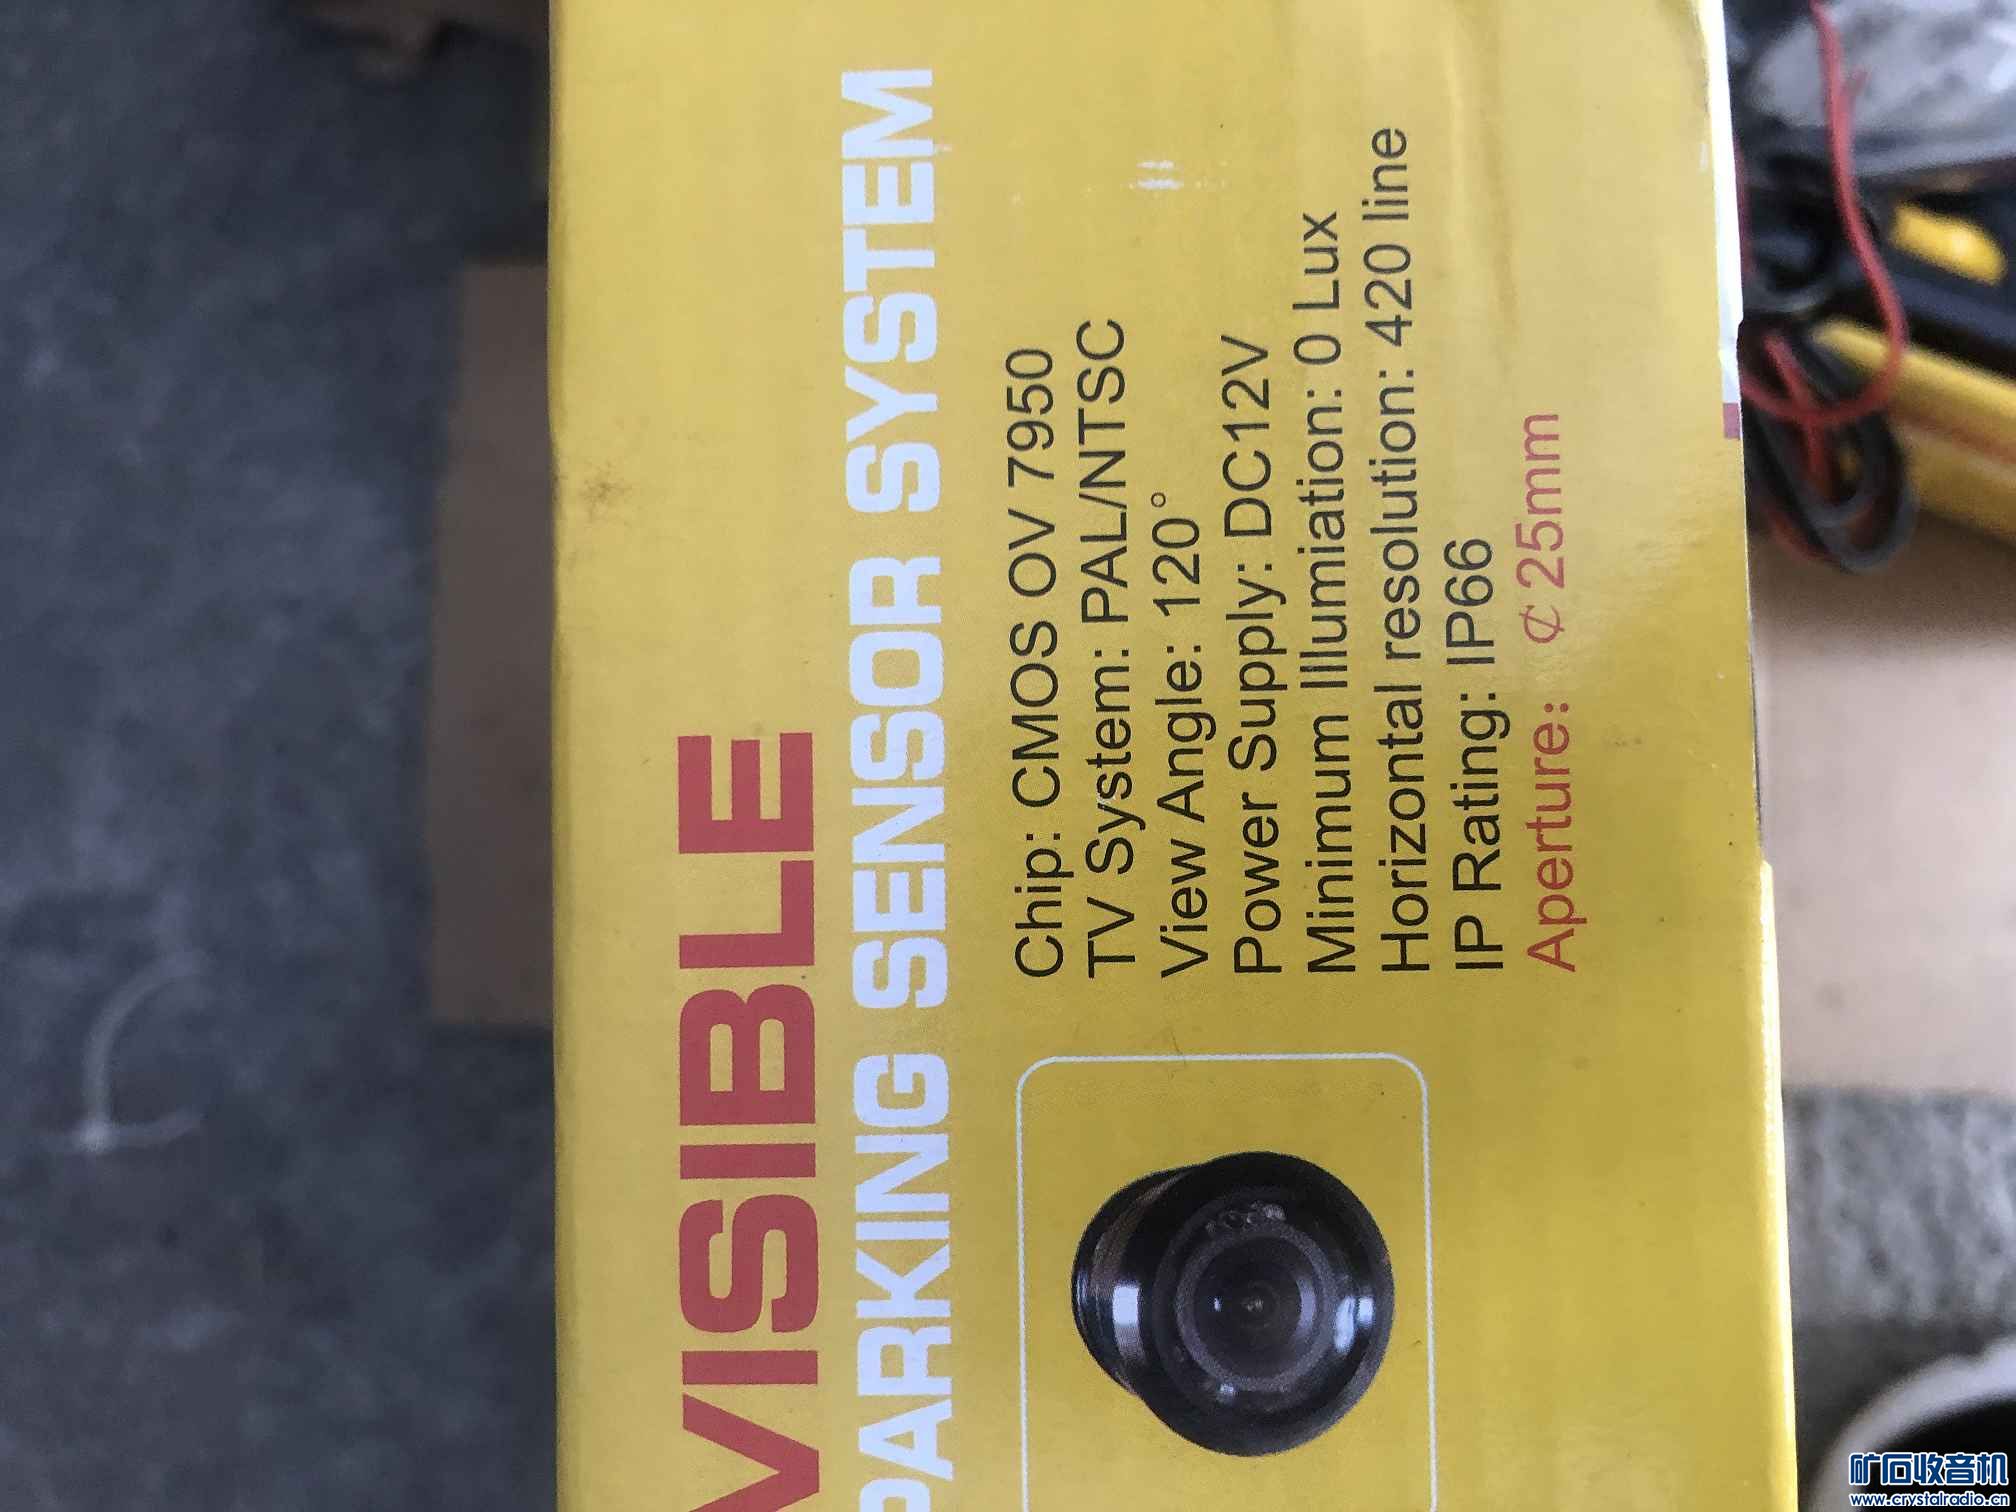 VISIBLE
PARKING SENSOR SYSTEM
Chip: CMOS OV 7950
TV System: PAL/NTSC
View Angle: 120°
Power Supply: DC12V
Minimum Illumiation: 0 Lux
Horizontal resolution: 420 line
IP Rating: IP66
Aperture: ¢ 25mm
矿石收音机
www.crystalradio.cn